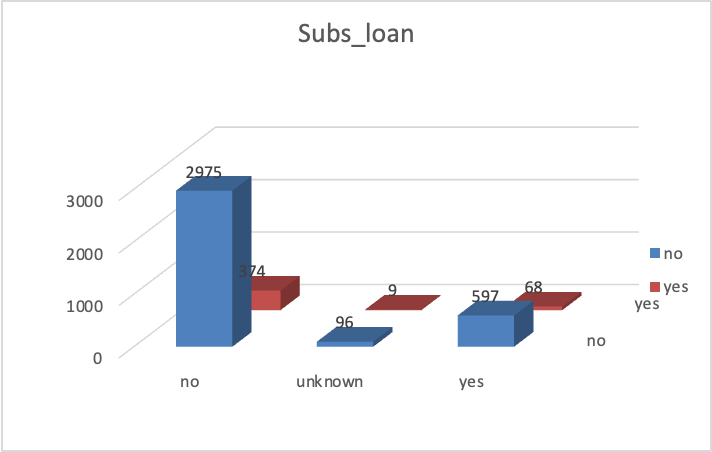 Subs_loan
2975
3000
2000
1000
0
374
9
68
96
597
no
yes
yes
no
no
unknown
yes